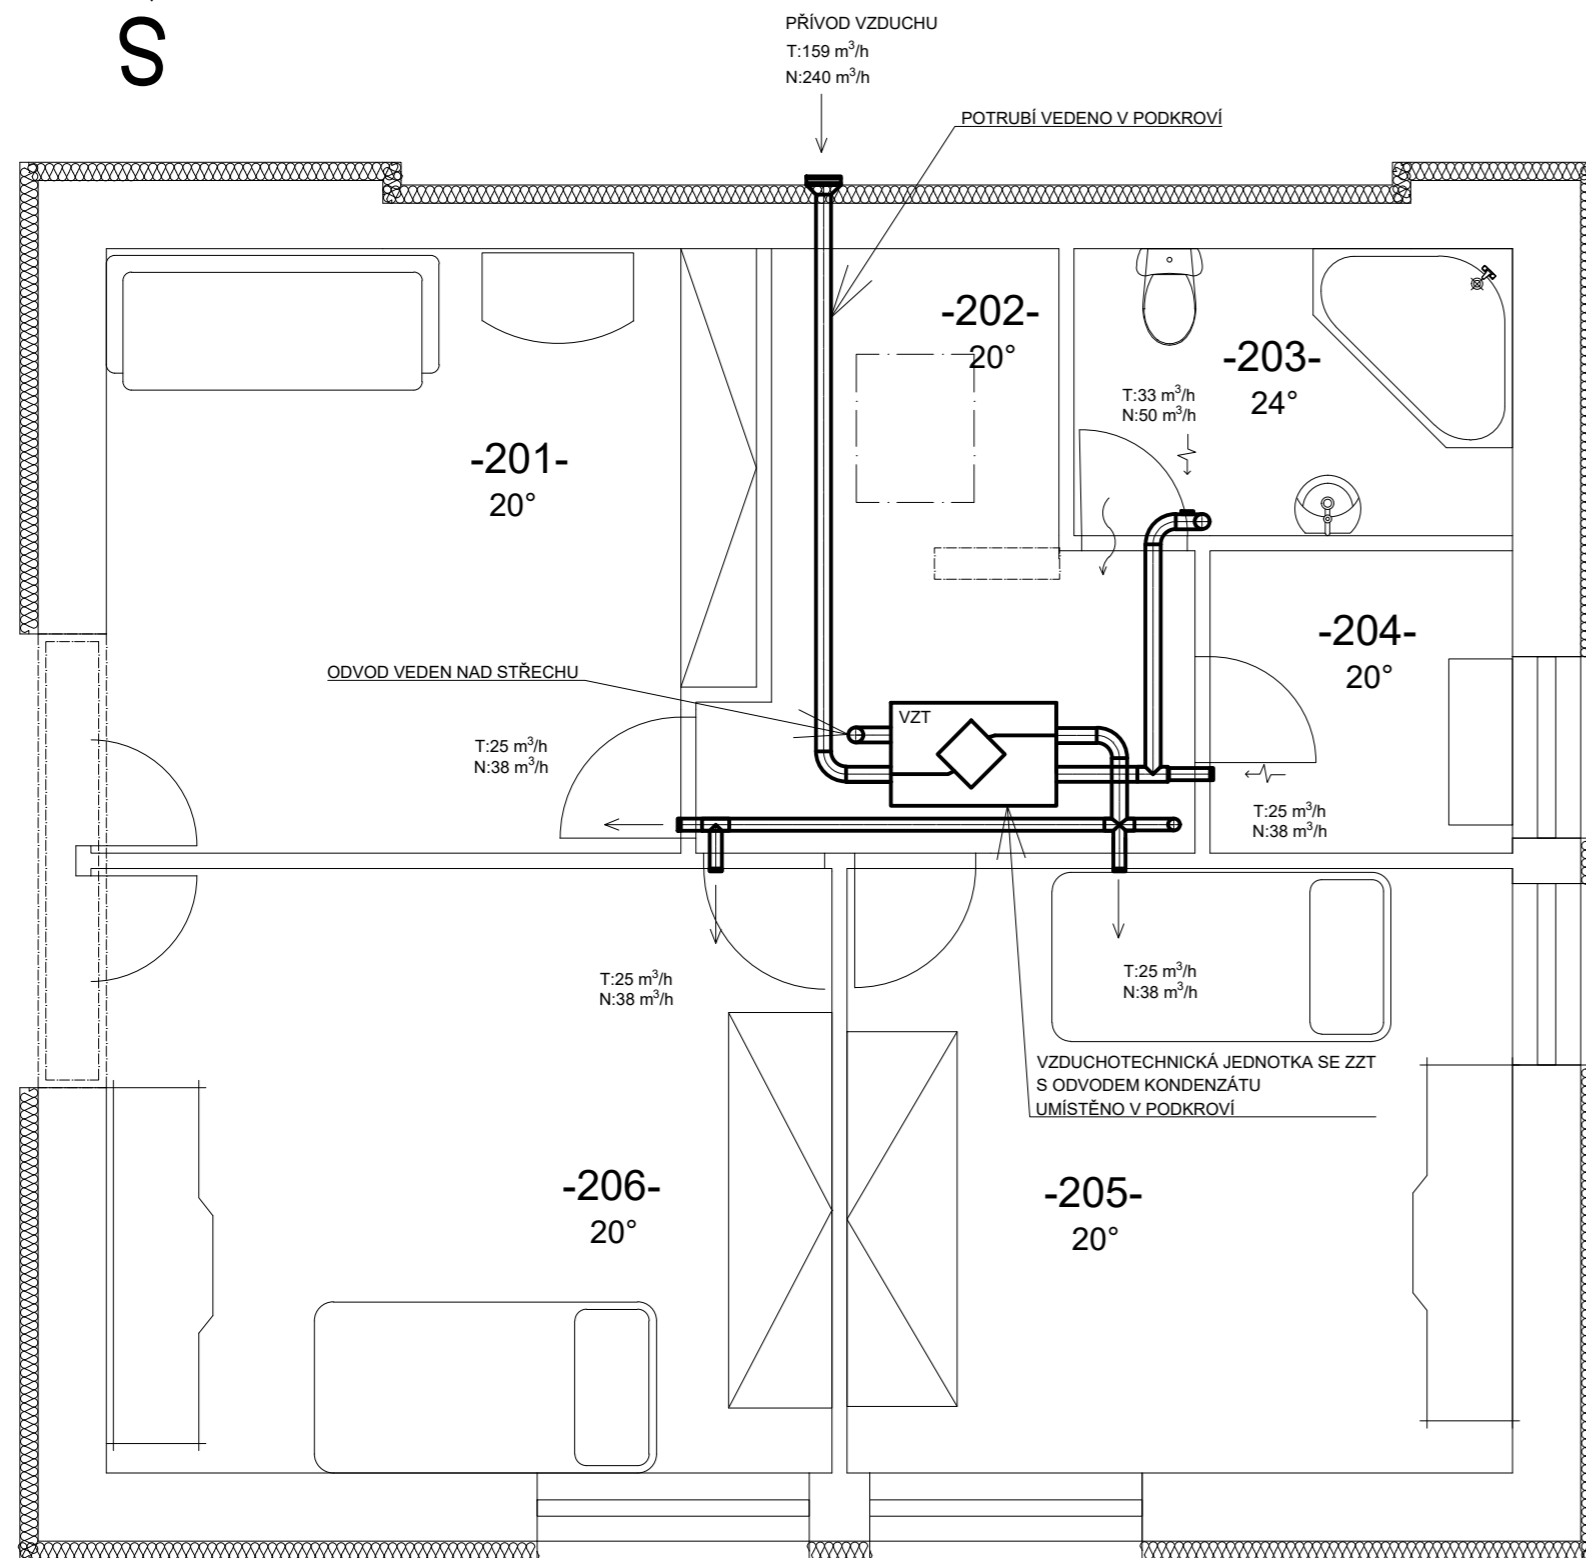 S
PŘÍVOD VZDUCHU
T:159 m³/h
N:240 m³/h
POTRUBÍ VEDENO V PODKROVÍ
-202-
20°
-203-
24°
T:33 m³/h
N:50 m³/h
-201-
20°
-204-
20°
ODVOD VEDEN NAD STŘECHU
VZT
T:25 m³/h
N:38 m³/h
T:25 m³/h
N:38 m³/h
T:25 m³/h
N:38 m³/h
T:25 m³/h
N:38 m³/h
VZDUCHOTECHNICKÁ JEDNOTKA SE ZZT
S ODVODEM KONDENZÁTU
UMÍSTĚNO V PODKROVÍ
-206-
20°
-205-
20°